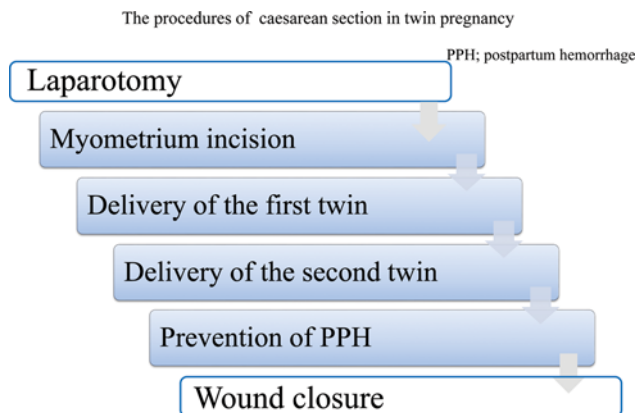 The procedures of caesarean section in twin pregnancy
PPH; postpartum hemorrhage
Laparotomy
Myometrium incision
Delivery of the first twin
Delivery of the second twin
Prevention of PPH
Wound closure